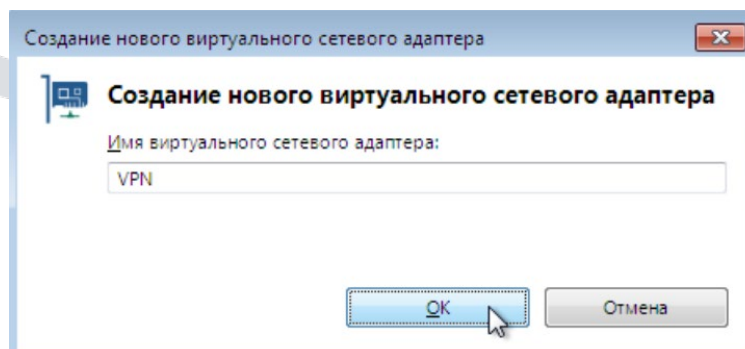 Создание нового виртуального сетевого адаптера
Создание нового виртуального сетевого адаптера
Имя виртуального сетевого адаптера:
VPN
OK Отмена